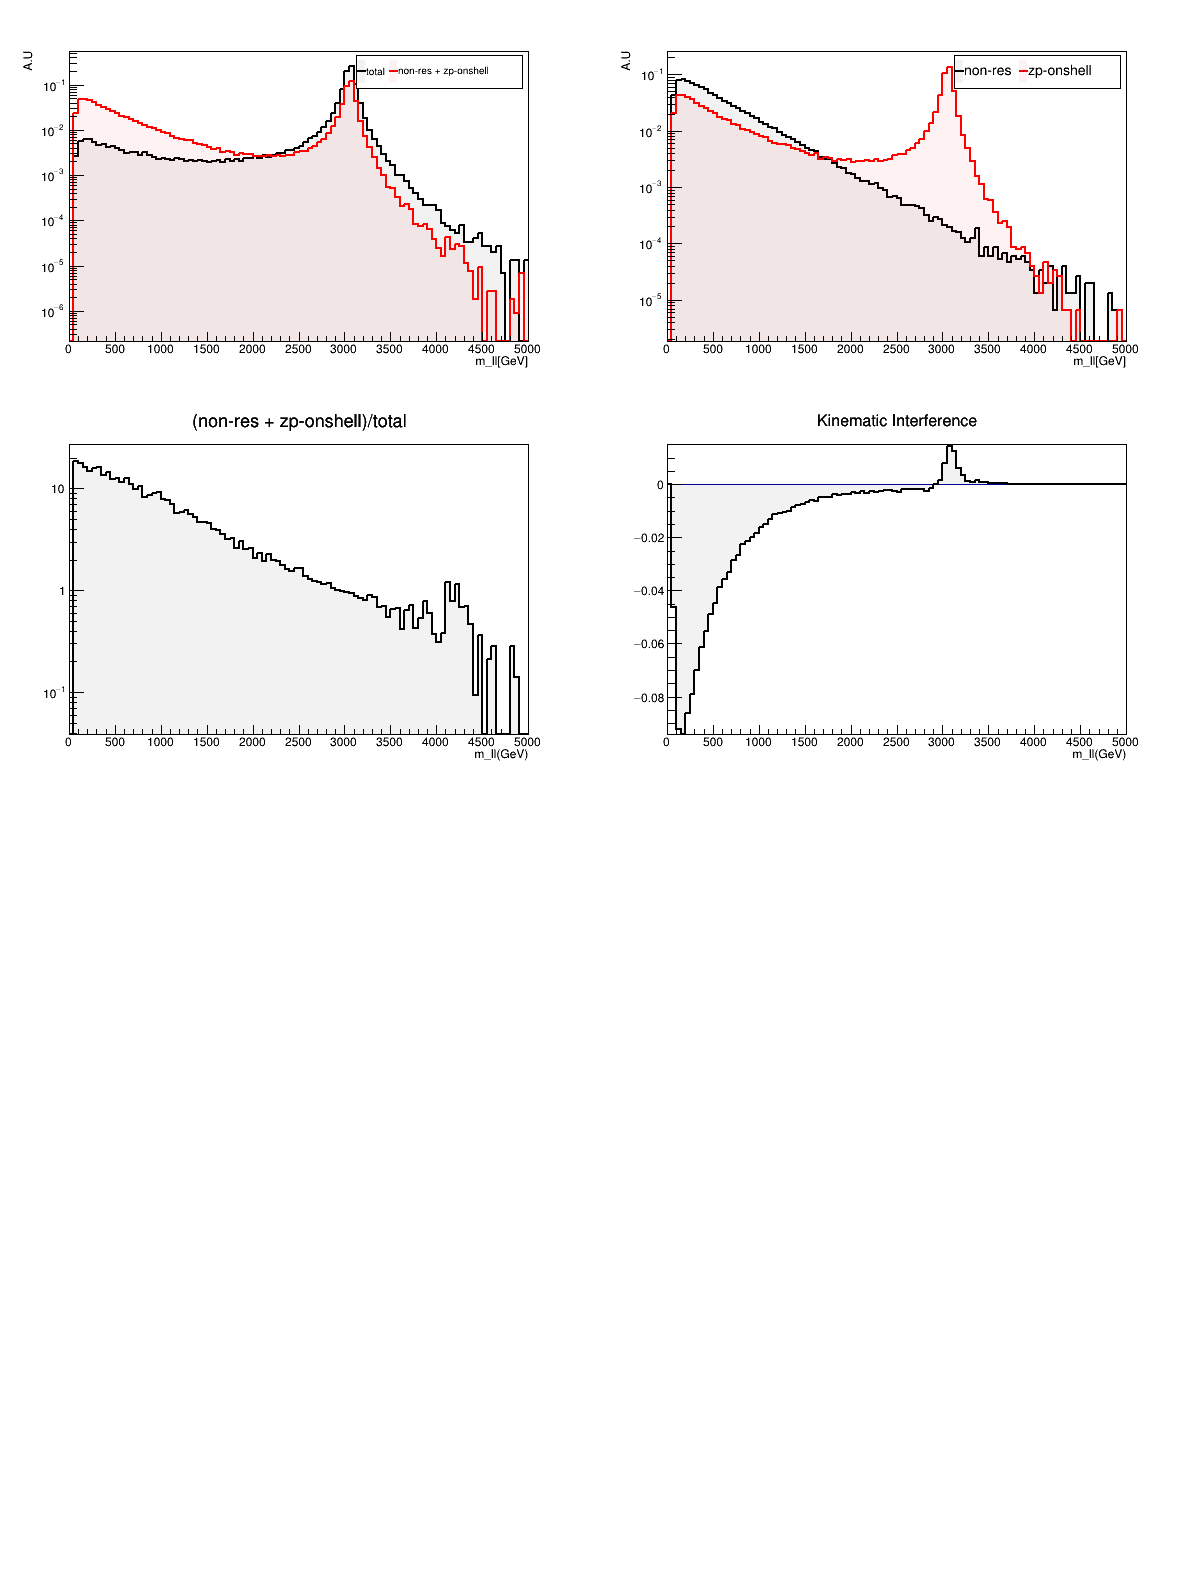 A.U
total non-res + zp-onshell
10⁻¹
10⁻²
10⁻³
10⁻⁴
10⁻⁵
10⁻⁶
0 500 1000 1500 2000 2500 3000 3500 4000 4500 5000
m_ll[GeV]
A.U
non-res zp-onshell
10⁻¹
10⁻²
10⁻³
10⁻⁴
10⁻⁵
0 500 1000 1500 2000 2500 3000 3500 4000 4500 5000
m_ll[GeV]
(non-res + zp-onshell)/total
10
1
10⁻¹
0 500 1000 1500 2000 2500 3000 3500 4000 4500 5000
m_ll(GeV)
Kinematic Interference
0
−0.02
−0.04
−0.06
−0.08
0 500 1000 1500 2000 2500 3000 3500 4000 4500 5000
m_ll(GeV)